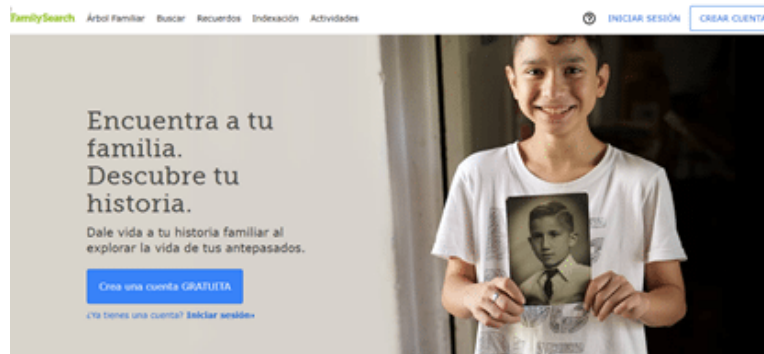 FamilySearch Árbol Familiar Buscar Recuerdos Indexación Actividades INICIAR SESIÓN CREAR CUENTA
Encuentra a tu
familia.
Descubre tu
historia.
Dale vida a tu historia familiar al
explorar la vida de tus antepasados.
Crea una cuenta GRATUITA
¿Ya tienes una cuenta? Iniciar sesión»